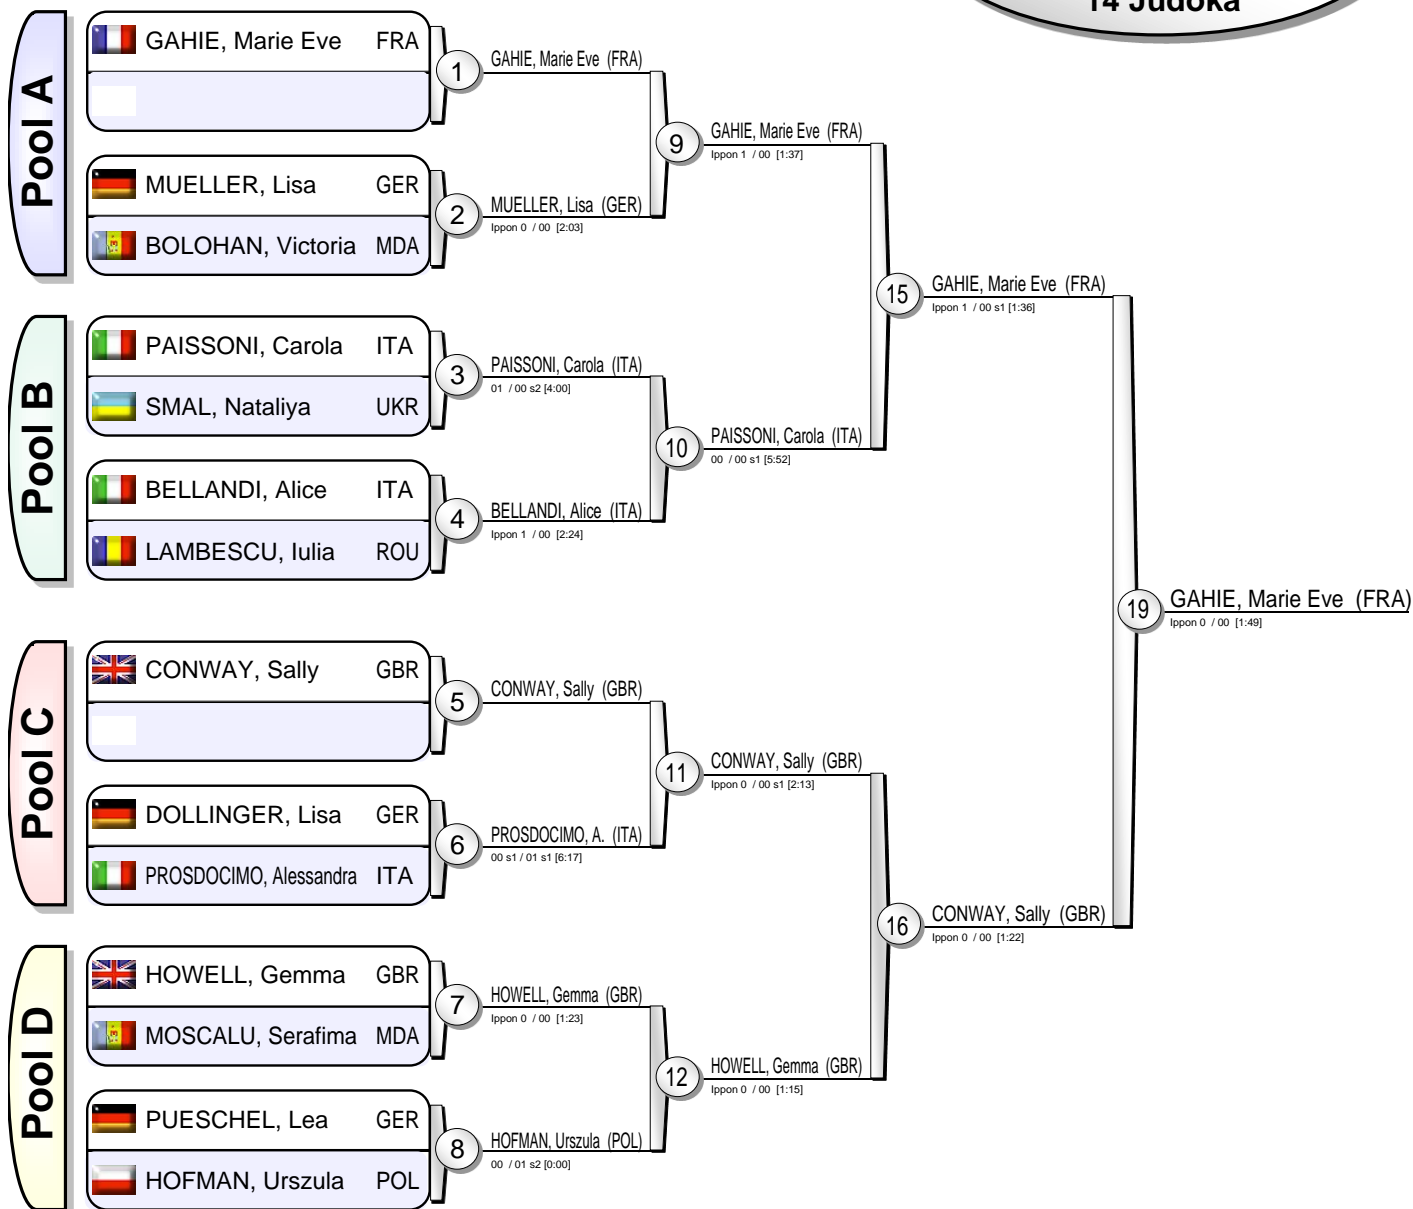 14 Judoka
Pool A
GAHIE, Marie Eve FRA
1
GAHIE, Marie Eve (FRA)
MUELLER, Lisa GER
BOLOHAN, Victoria MDA
2
MUELLER, Lisa (GER)
Ippon 0 / 00 [2:03]
9
GAHIE, Marie Eve (FRA)
Ippon 1 / 00 [1:37]
Pool B
PAISSONI, Carola ITA
SMAL, Nataliya UKR
3
PAISSONI, Carola (ITA)
01 / 00 s2 [4:00]
BELLANDI, Alice ITA
LAMBESCU, Iulia ROU
4
BELLANDI, Alice (ITA)
Ippon 1 / 00 [2:24]
10
PAISSONI, Carola (ITA)
00 / 00 s1 [5:52]
15
GAHIE, Marie Eve (FRA)
Ippon 1 / 00 s1 [1:36]
Pool C
CONWAY, Sally GBR
5
CONWAY, Sally (GBR)
DOLLINGER, Lisa GER
PROSDOCIMO, Alessandra ITA
6
PROSDOCIMO, A. (ITA)
00 s1 / 01 s1 [6:17]
11
CONWAY, Sally (GBR)
Ippon 0 / 00 s1 [2:13]
Pool D
HOWELL, Gemma GBR
MOSCALU, Serafima MDA
7
HOWELL, Gemma (GBR)
Ippon 0 / 00 [1:23]
PUESCHEL, Lea GER
HOFMAN, Urszula POL
8
HOFMAN, Urszula (POL)
00 / 01 s2 [0:00]
12
HOWELL, Gemma (GBR)
Ippon 0 / 00 [1:15]
16
CONWAY, Sally (GBR)
Ippon 0 / 00 [1:22]
19
GAHIE, Marie Eve (FRA)
Ippon 0 / 00 [1:49]